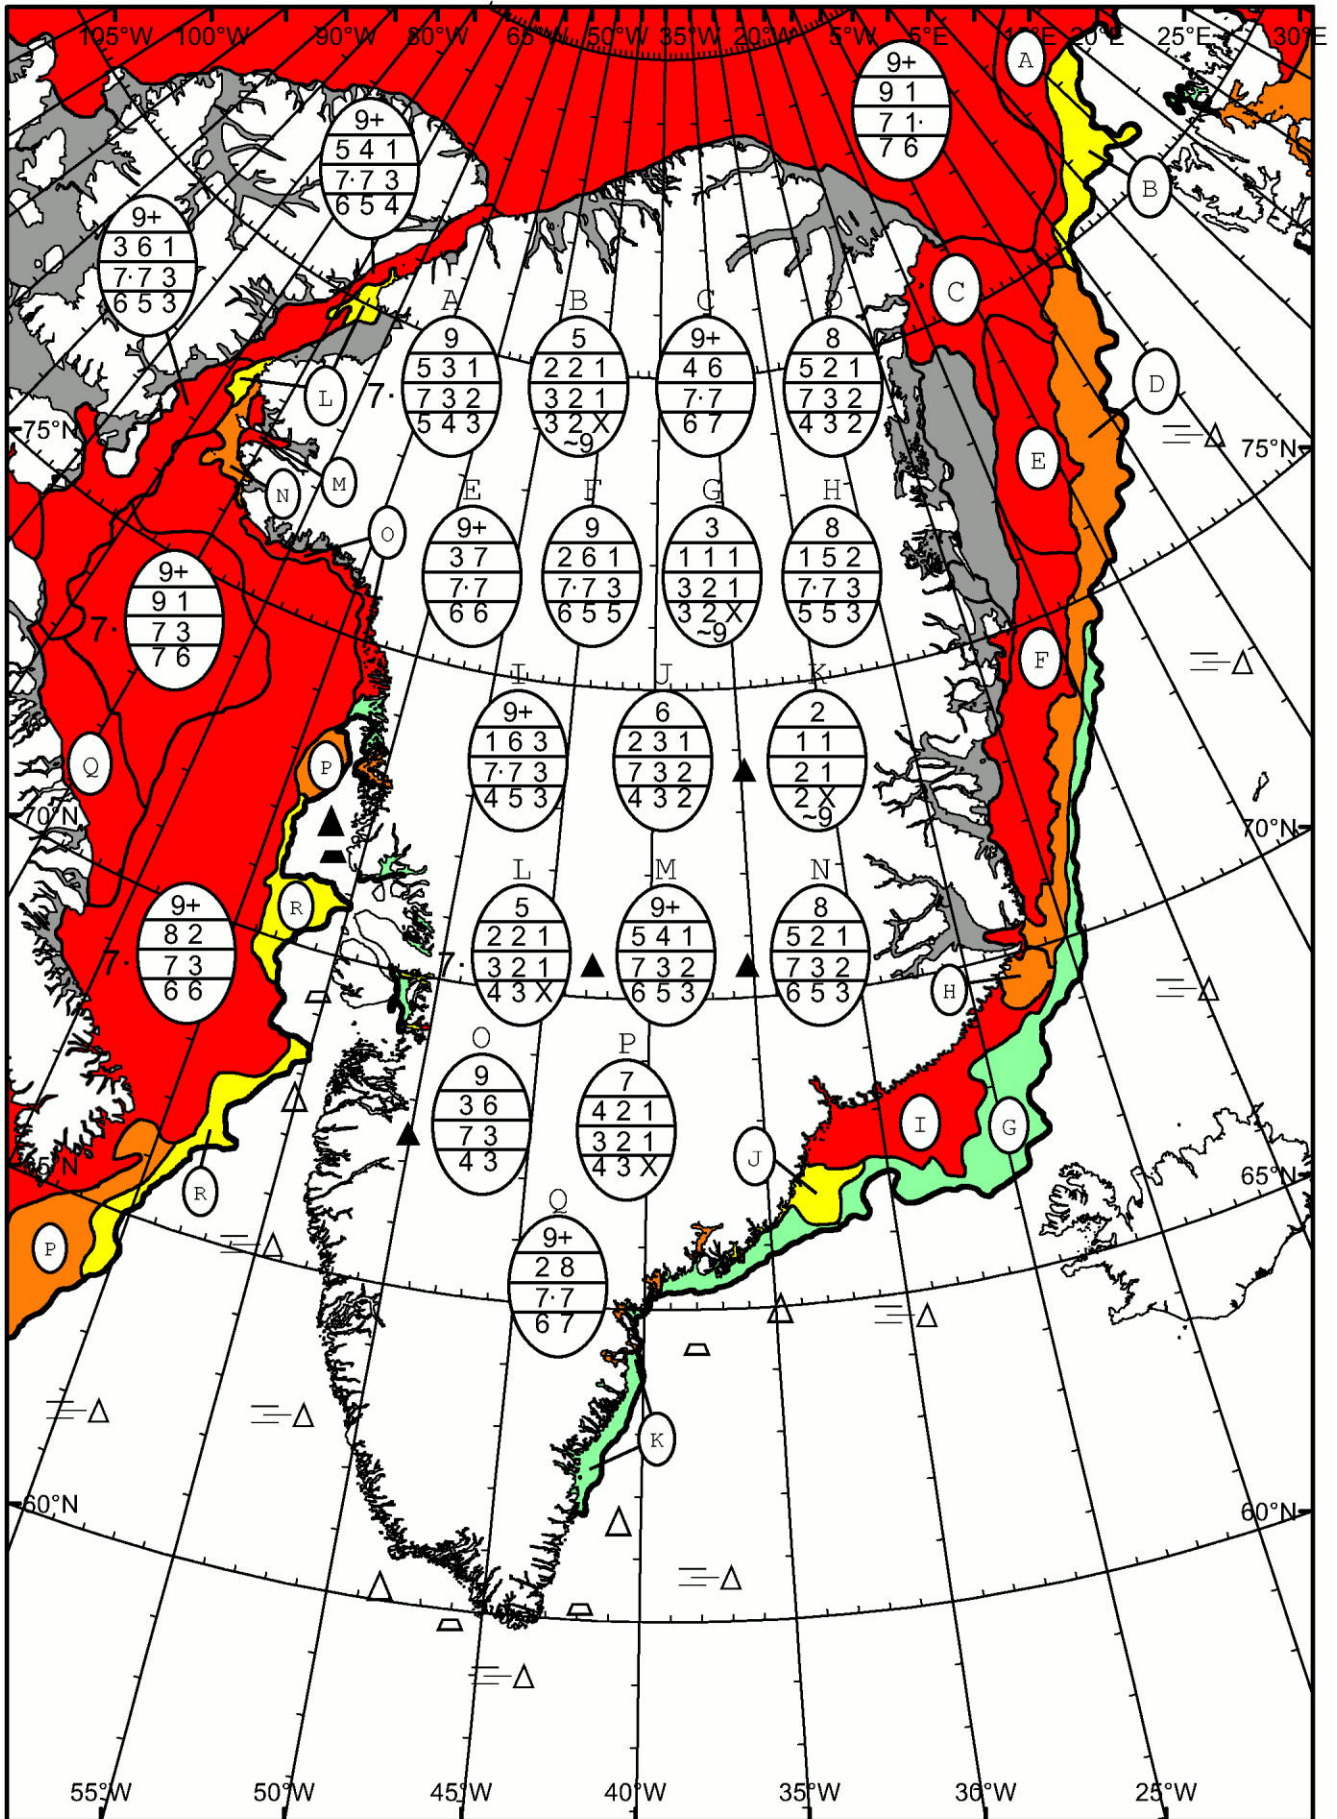 105°W 100°W 90°W 80°W 65°W 50°W 35°W 20°W 5°W 5°E 15°E 20°E 25°E 30°E
A
9+
9 1
7 1·
7 6
9+
5 4 1
7·7 3
6 5 4
B
9+
3 6 1
7·7 3
6 5 3
C
A B C D
9 5 9+ 8
5 3 1 2 2 1 4 6 5 2 1
7· 7 3 2 3 2 1 7·7 7 3 2
5 4 3 3 2 X 6 7 4 3 2
~9
L
D
75°N 75°N
E
M
N
O
E F G H
9+ 9 3 8
3 7 2 6 1 1 1 1 1 5 2
7·7 7·7 3 3 2 1 7·7 3
6 6 6 5 5 3 2 X 5 5 3
~9
9+
9 1
7· 7 3
7 6
F
I J K
9+ 6 2
1 6 3 2 3 1 1 1
7·7 3 7 3 2 2 1
4 5 3 4 3 2 2 X
~9
Q
P
70°N 70°N
L M N
5 9+ 8
2 2 1 5 4 1 5 2 1
7· 3 2 1 7 3 2 7 3 2
4 3 X 6 5 3 6 5 3
R
9+
8 2
7· 7 3
6 6
H
O P
9 7
3 6 4 2 1
7 3 3 2 1
4 3 4 3 X
I
G
J
65°N 65°N
R
P
Q
9+
2 8
7·7
6 7
K
60°N 60°N
55°W 50°W 45°W 40°W 35°W 30°W 25°W